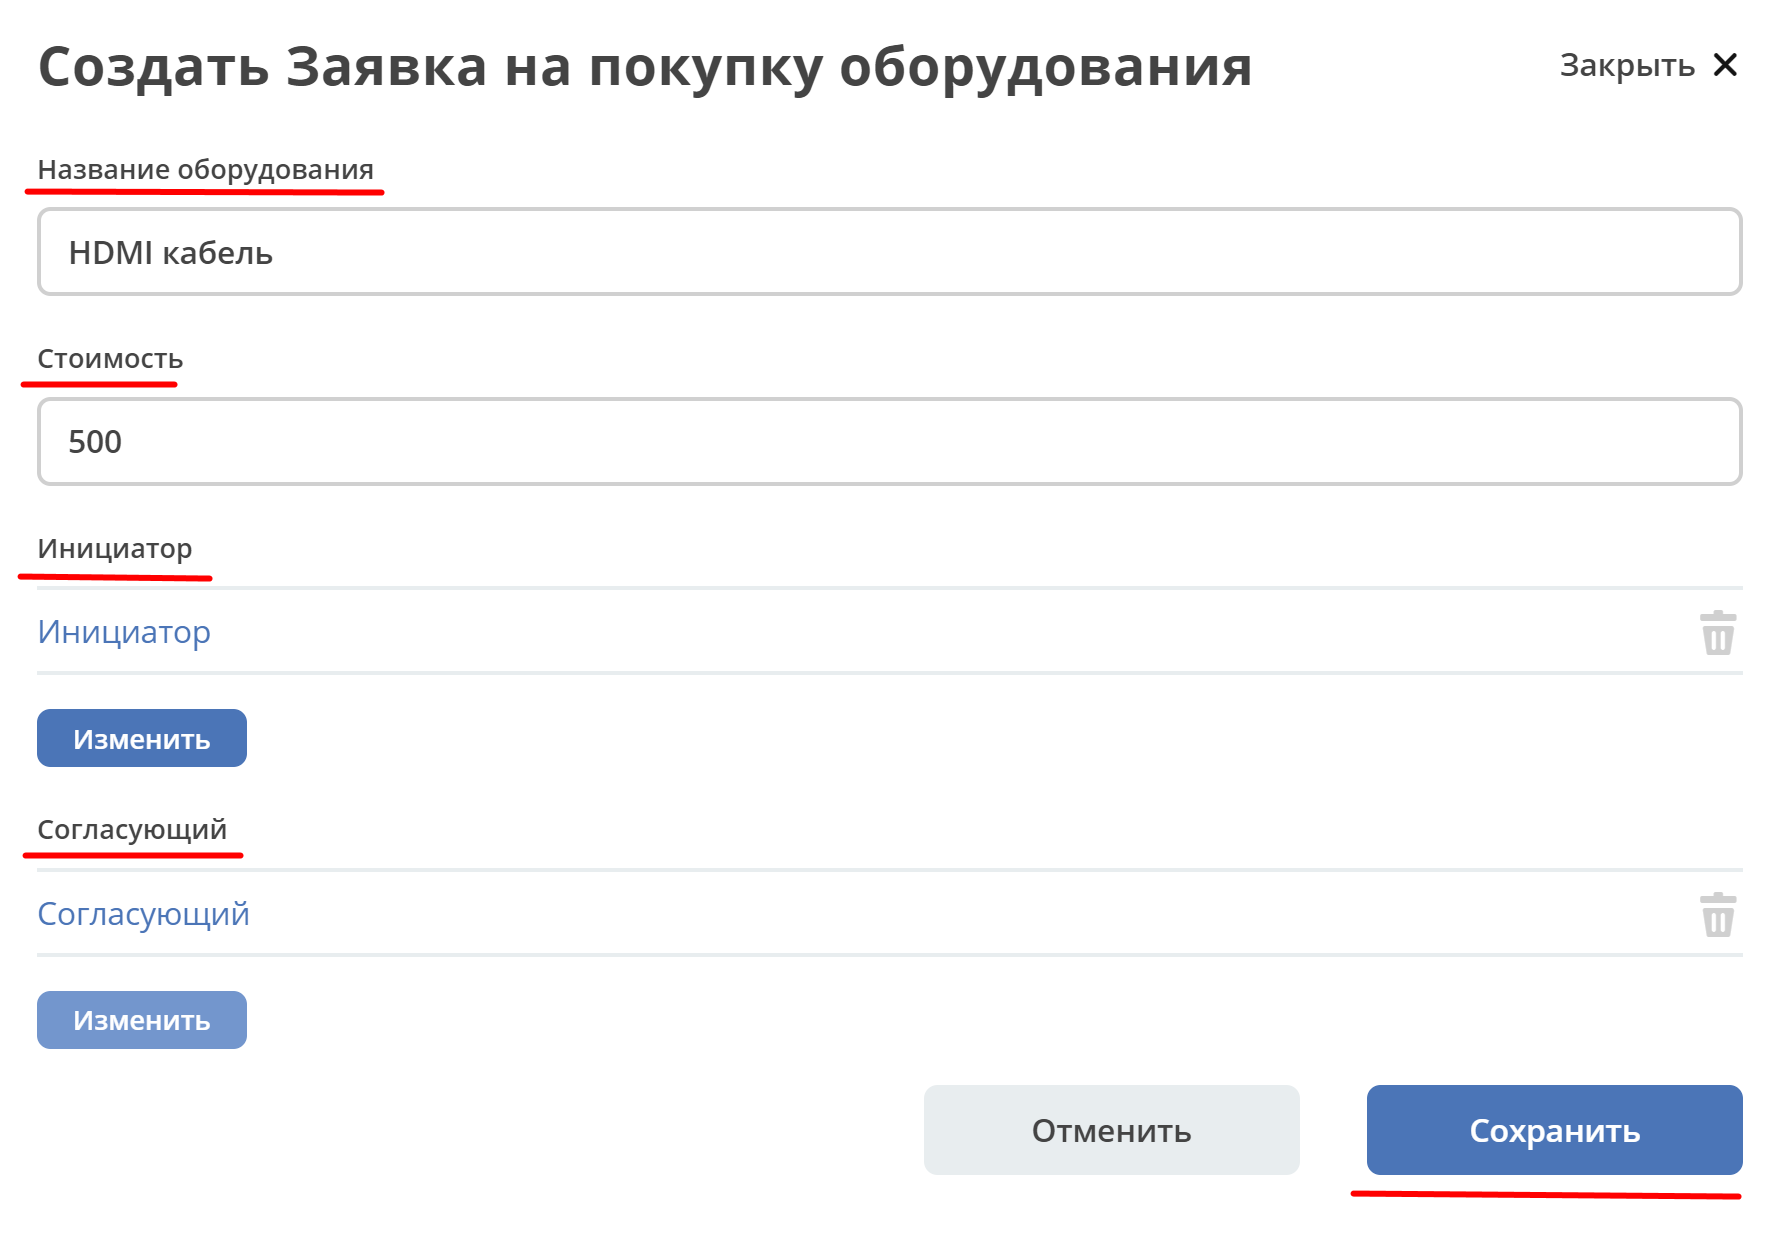 Создать Заявка на покупку оборудования
Закрыть
Название оборудования
HDMI кабель
Стоимость
500
Инициатор
Инициатор
Изменить
Согласующий
Согласующий
Изменить
Отменить
Сохранить